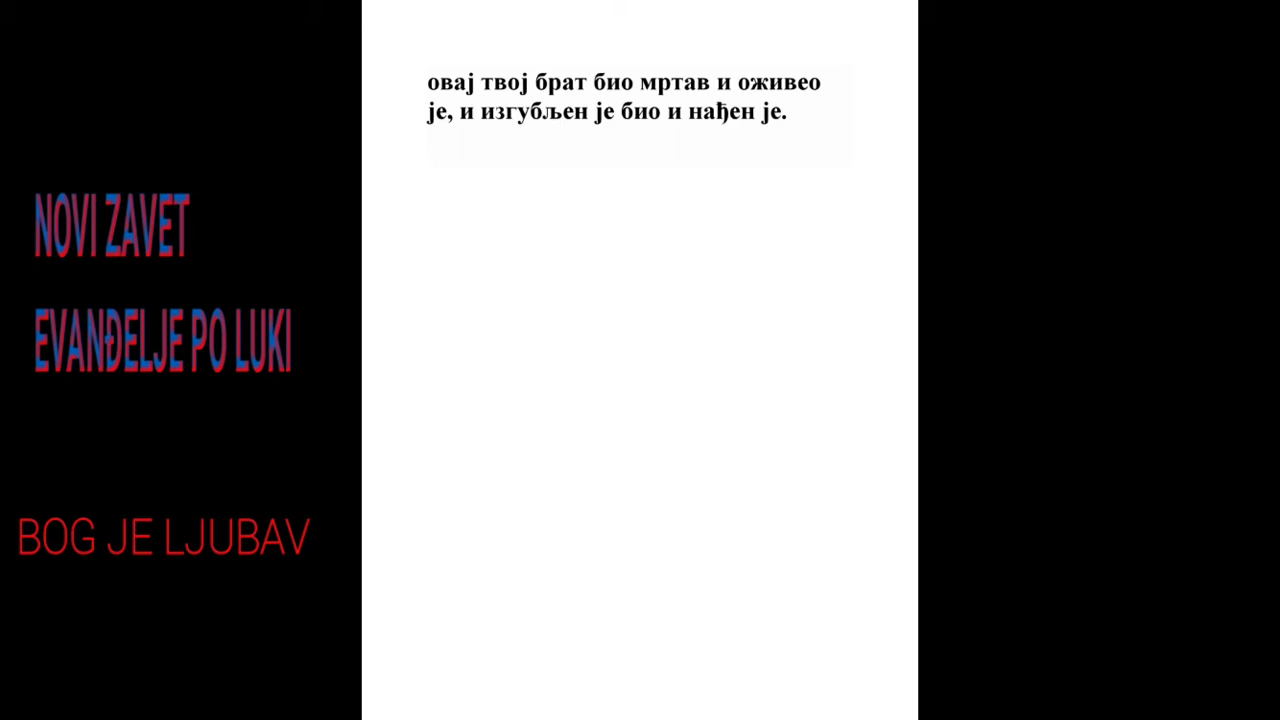 овај твој брат био мртав и оживео
је, и изгубљен је био и нађен је.
NOVI ZAVET
EVANĐELJE PO LUKI
BOG JE LJUBAV